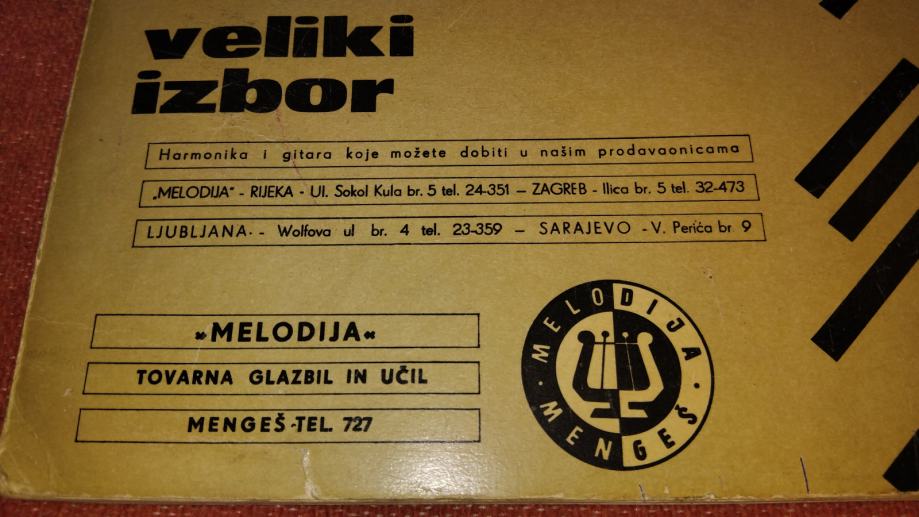 veliki
izbor
Harmonika i gitara koje možete dobiti u našim prodavaonicama
„MELODIJA" - RIJEKA - Ul. Sokol Kula br. 5 tel. 24-351 — ZAGREB - Ilica br. 5 tel. 32-473
LJUBLJANA - Wolfova ul br. 4 tel. 23-359 — SARAJEVO - V. Perića br 9
»MELODIJA«
TOVARNA GLAZBIL IN UČIL
MENGEŠ-TEL. 727
MELODIJA
MENGEŠ